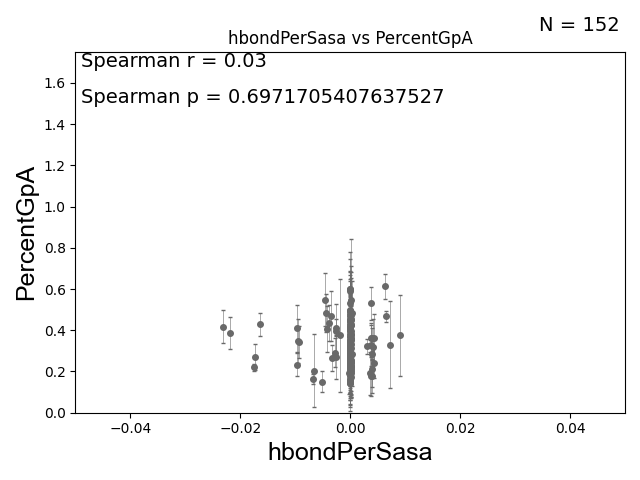 N = 152
hbondPerSasa vs PercentGpA
Spearman r = 0.03
Spearman p = 0.6971705407637527
PercentGpA
1.6
1.4
1.2
1.0
0.8
0.6
0.4
0.2
0.0
−0.04
−0.02
0.00
0.02
0.04
hbondPerSasa